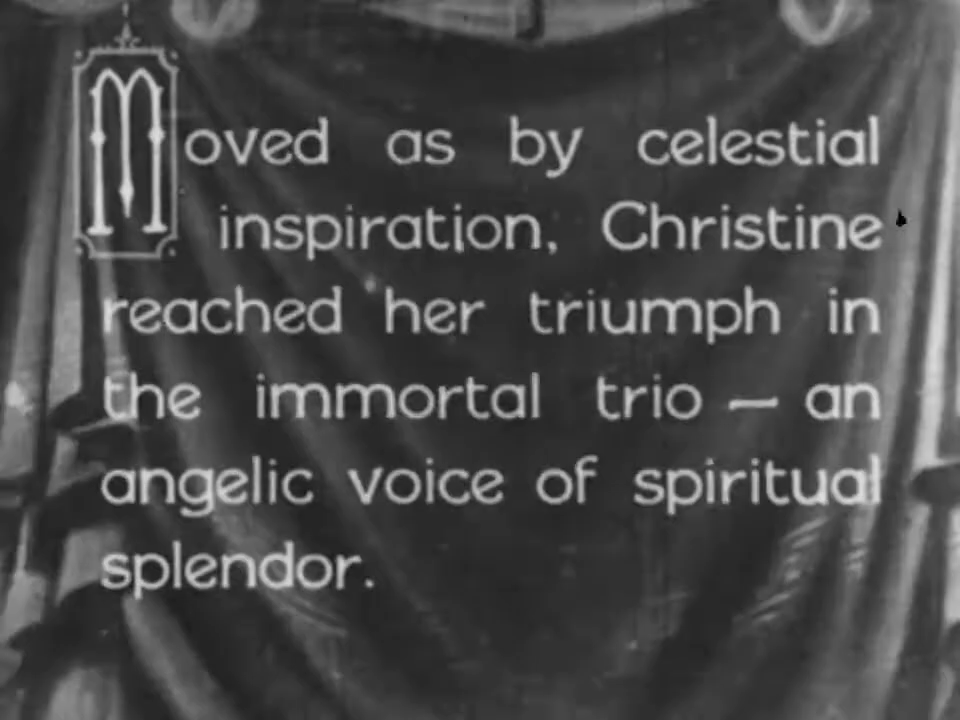 Moved as by celestial
inspiration, Christine
reached her triumph in
the immortal trio — an
angelic voice of spiritual
splendor.